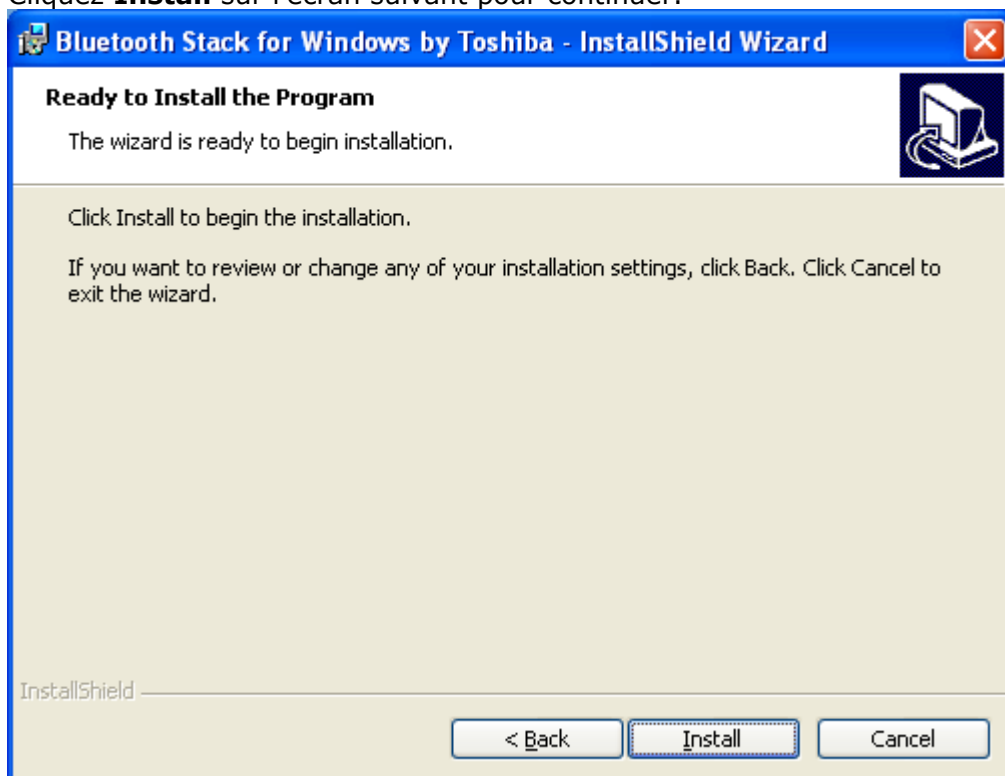 Cliquez Install sur l'écran suivant pour continuer.
Bluetooth Stack for Windows by Toshiba - InstallShield Wizard
Ready to Install the Program
The wizard is ready to begin installation.
Click Install to begin the installation.
If you want to review or change any of your installation settings, click Back. Click Cancel to
exit the wizard.
InstallShield
< Back Install Cancel